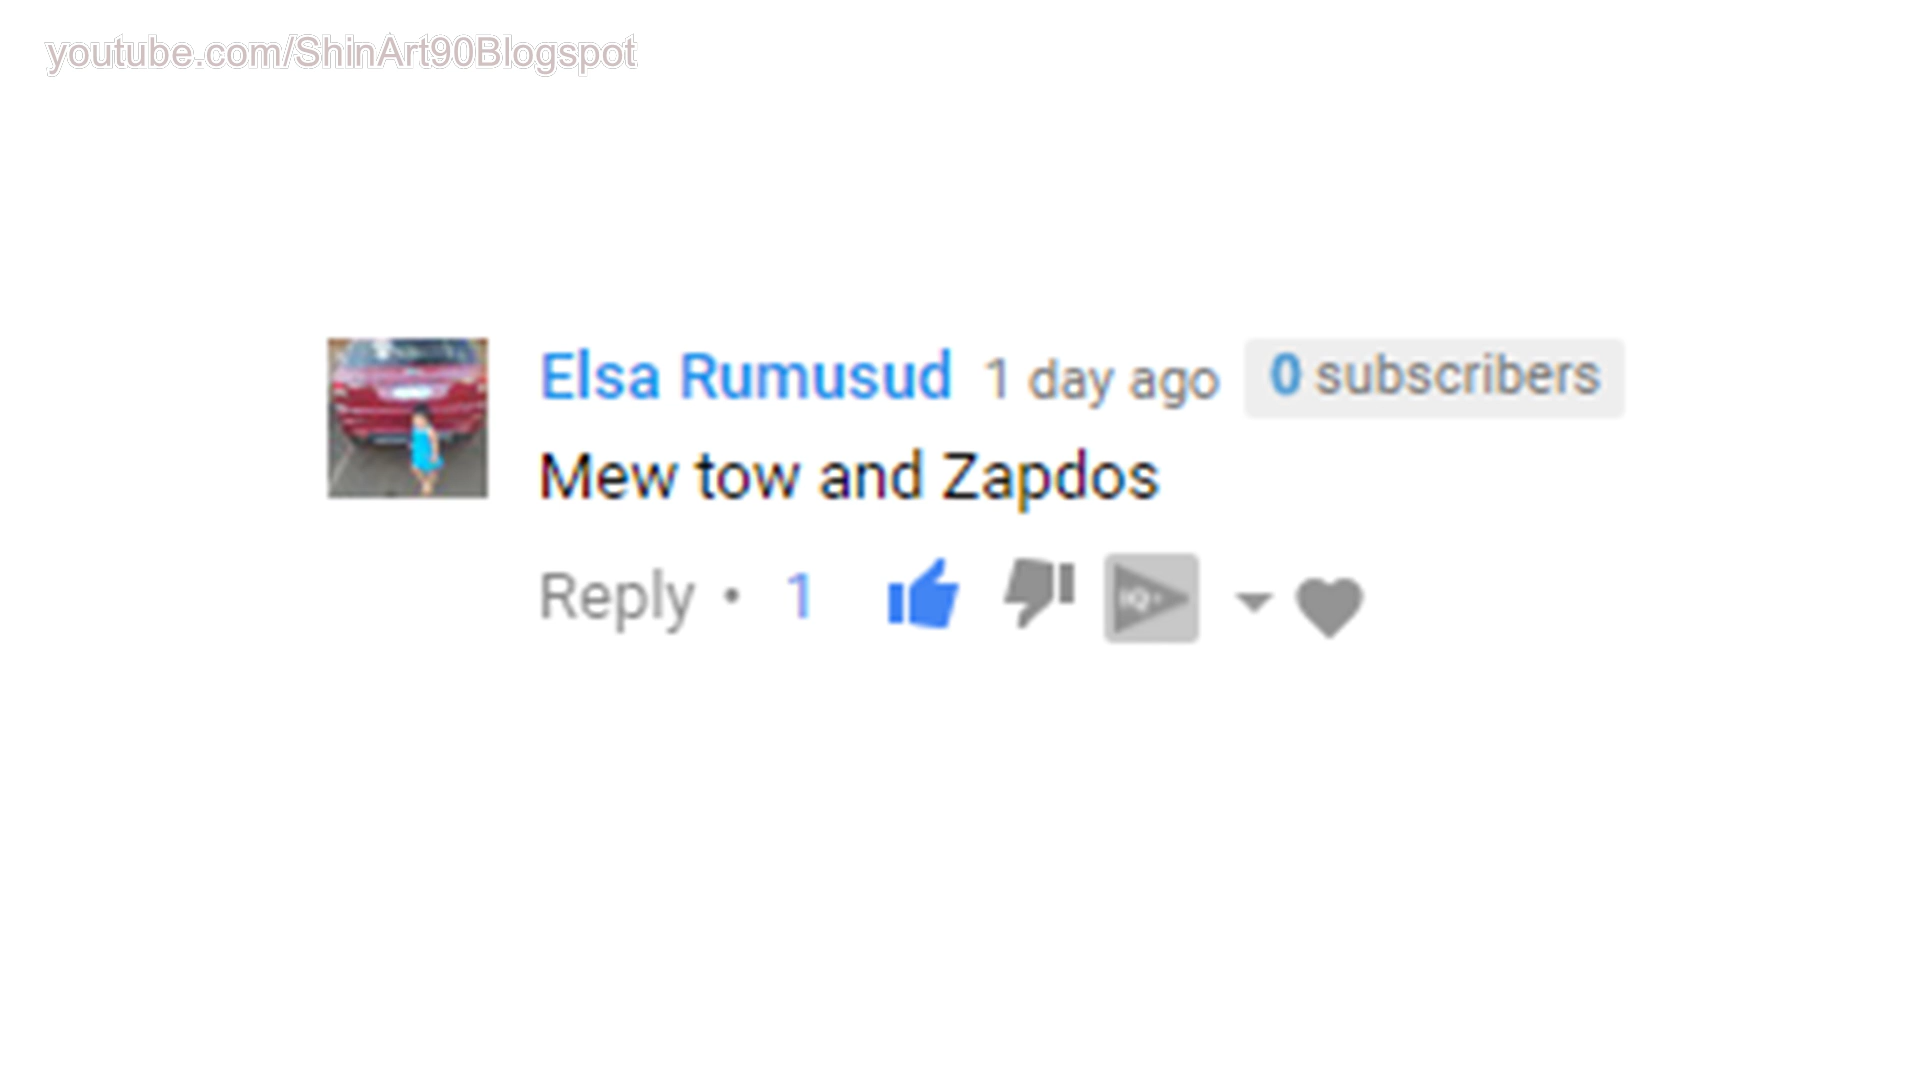 youtube.com/ShinArt90Blogspot
Elsa Rumusud 1 day ago 0 subscribers
Mew tow and Zapdos
Reply • 1